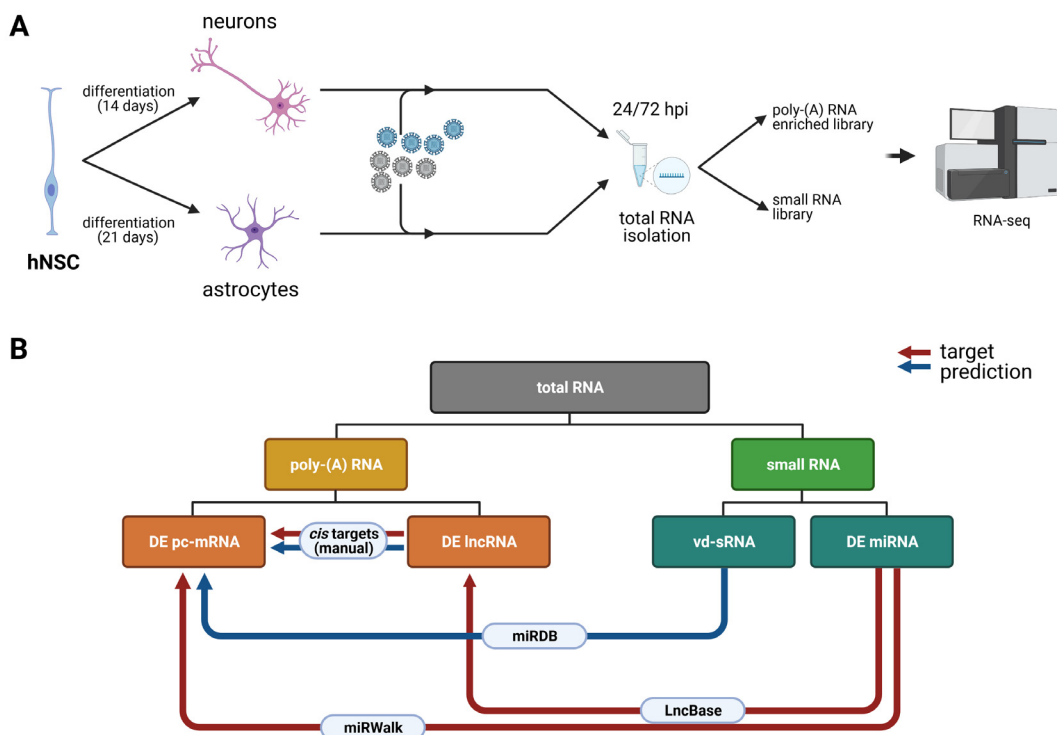 A
neurons
differentiation
(14 days)
24/72 hpi
poly-(A) RNA
enriched library
differentiation
(21 days)
hNSC
total RNA
isolation
small RNA
library
RNA-seq
astrocytes
B
target
prediction
total RNA
poly-(A) RNA
small RNA
DE pc-mRNA
cis targets
(manual)
DE lncRNA
vd-sRNA
DE miRNA
miRDB
LncBase
miRWalk